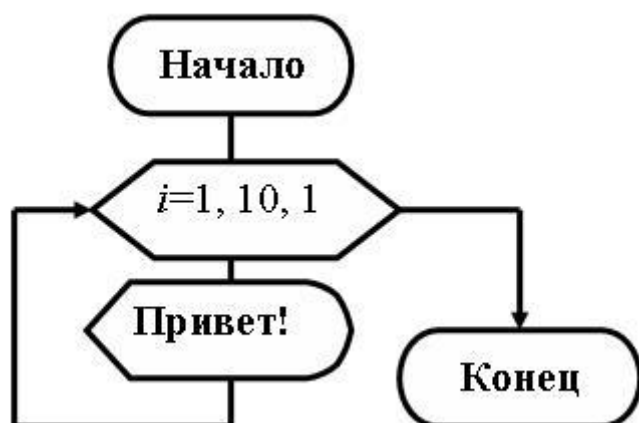 Начало
i=1, 10, 1
Привет!
Конец